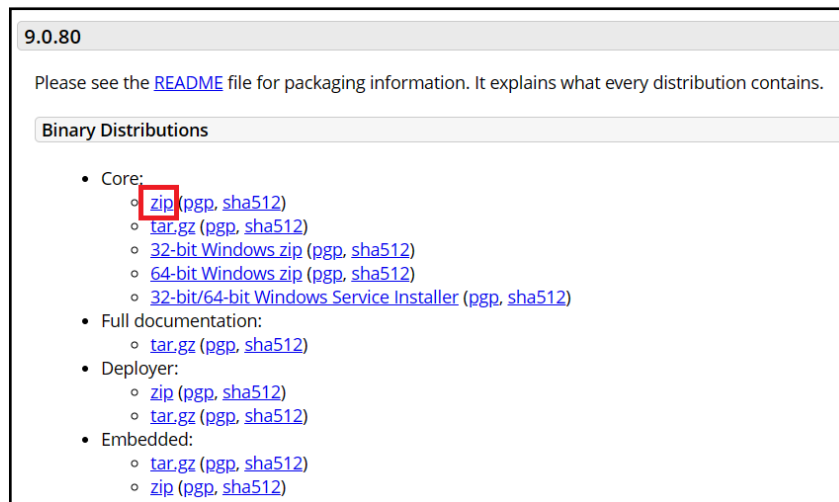 9.0.80
Please see the README file for packaging information. It explains what every distribution contains.
Binary Distributions
• Core:
○ zip (pgp, sha512)
○ tar.gz (pgp, sha512)
○ 32-bit Windows zip (pgp, sha512)
○ 64-bit Windows zip (pgp, sha512)
○ 32-bit/64-bit Windows Service Installer (pgp, sha512)
• Full documentation:
○ tar.gz (pgp, sha512)
• Deployer:
○ zip (pgp, sha512)
○ tar.gz (pgp, sha512)
• Embedded:
○ tar.gz (pgp, sha512)
○ zip (pgp, sha512)